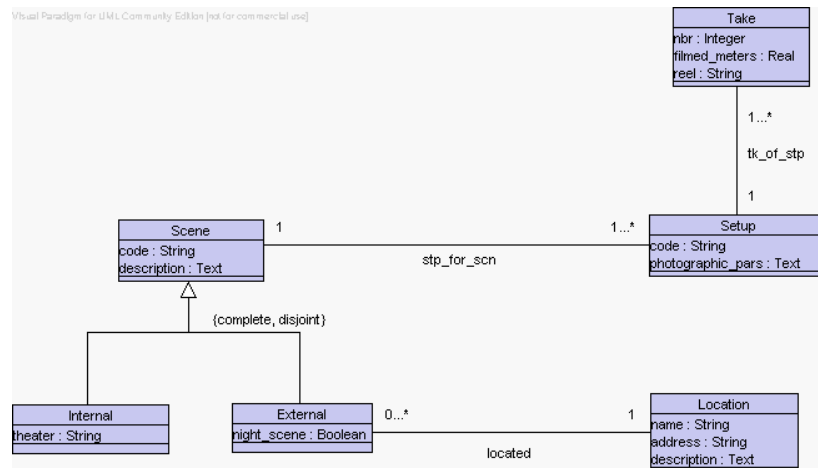 Visual Paradigm for UML Community Edition [not for commercial use]
Take
nbr : Integer
filmed_meters : Real
reel : String
1...*
tk_of_stp
1
Scene
code : String
description : Text
1
1...*
stp_for_scn
Setup
code : String
photographic_pars : Text
{complete, disjoint}
Internal
theater : String
External
night_scene : Boolean
0...*
1
located
Location
name : String
address : String
description : Text